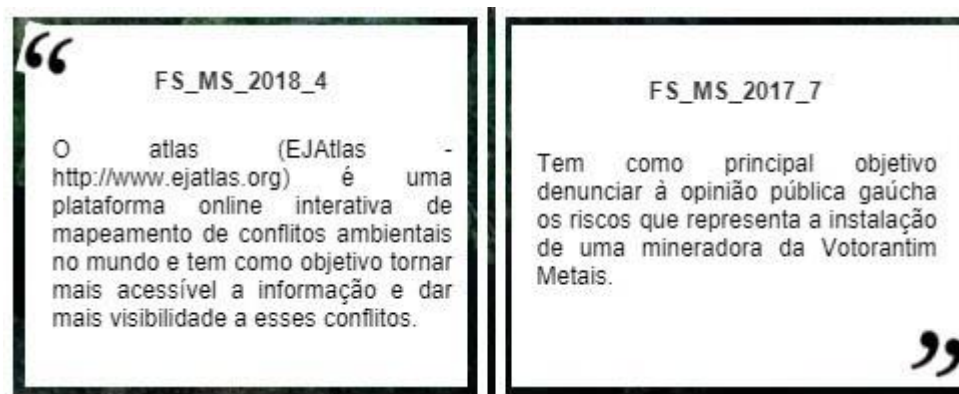 “
FS_MS_2018_4
O atlas (EJAtlas -
http://www.ejatlas.org) é uma
plataforma online interativa de
mapeamento de conflitos ambientais
no mundo e tem como objetivo tornar
mais acessível a informação e dar
mais visibilidade a esses conflitos.
FS_MS_2017_7
Tem como principal objetivo
denunciar à opinião pública gaúcha
os riscos que representa a instalação
de uma mineradora da Votorantim
Metais.
”